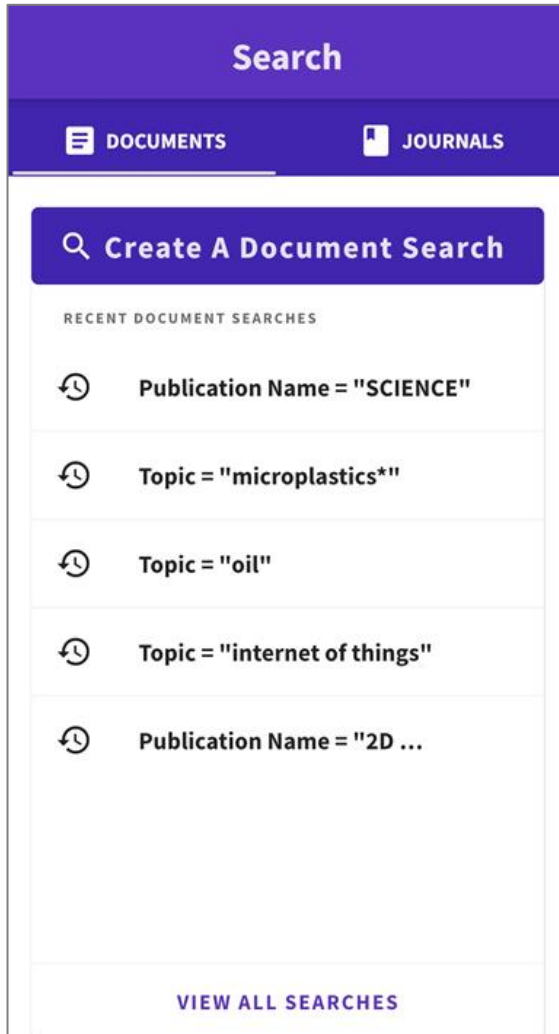 Search
DOCUMENTS JOURNALS
Create A Document Search
RECENT DOCUMENT SEARCHES
Publication Name = "SCIENCE"
Topic = "microplastics*"
Topic = "oil"
Topic = "internet of things"
Publication Name = "2D ...
VIEW ALL SEARCHES